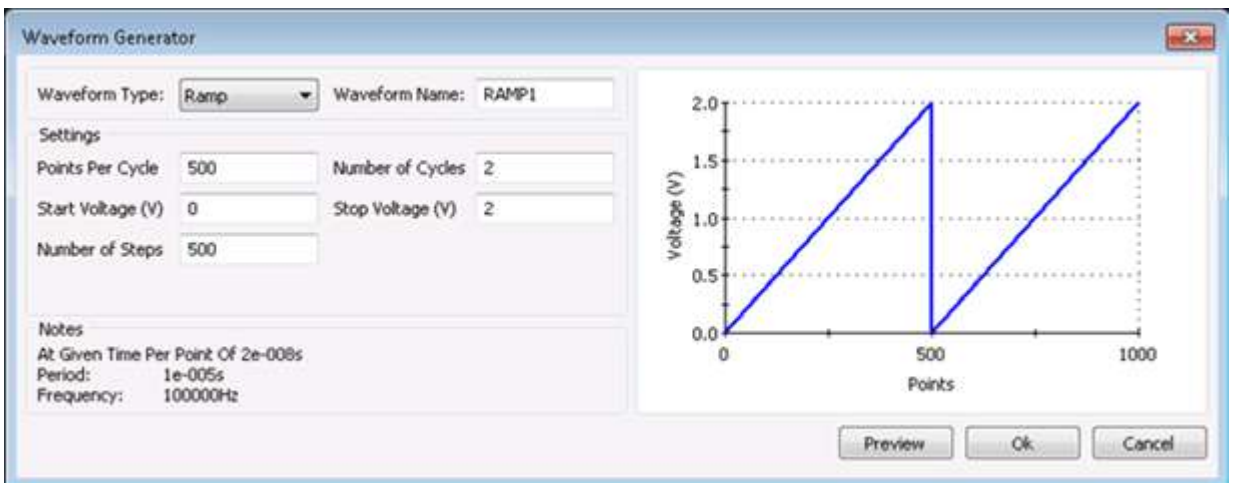 Waveform Generator
Waveform Type: Ramp Waveform Name: RAMP1
Settings
Points Per Cycle 500 Number of Cycles 2
Start Voltage (V) 0 Stop Voltage (V) 2
Number of Steps 500
Notes
At Given Time Per Point Of 2e-008s
Period: 1e-005s
Frequency: 100000Hz
2.0
1.5
1.0
0.5
0.0
Voltage (V)
0 500 1000
Points
Preview Ok Cancel